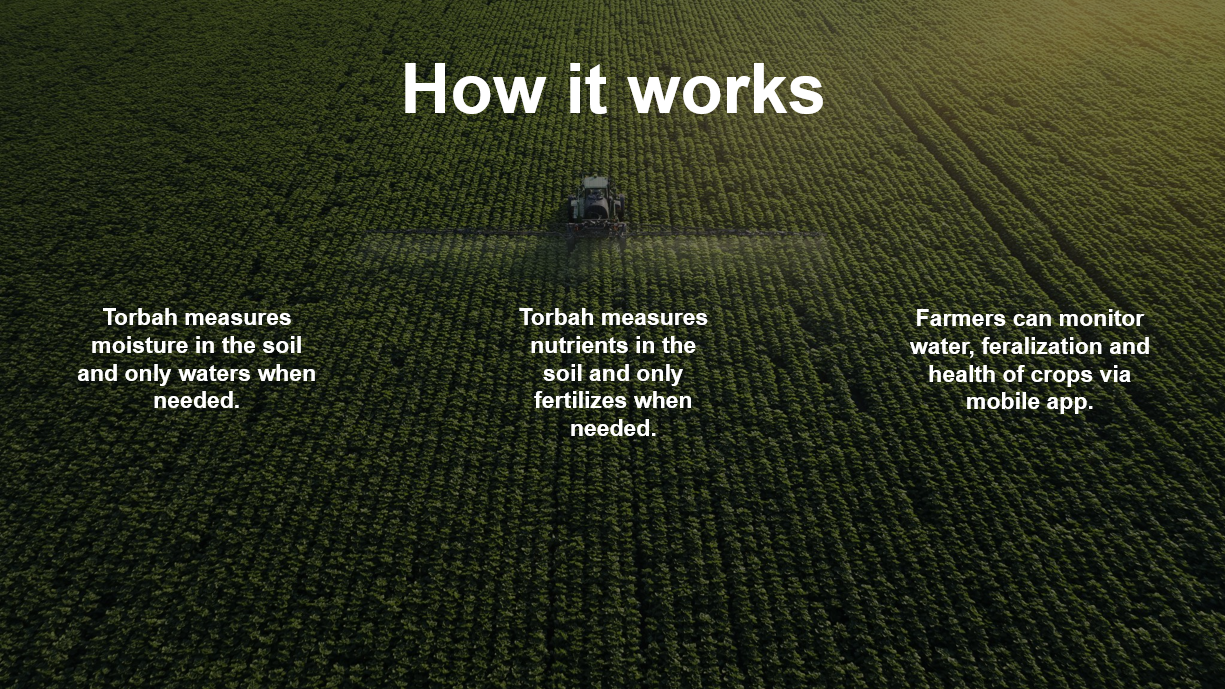 How it works
Torbah measures
moisture in the soil
and only waters when
needed.
Torbah measures
nutrients in the
soil and only
fertilizes when
needed.
Farmers can monitor
water, feralization and
health of crops via
mobile app.